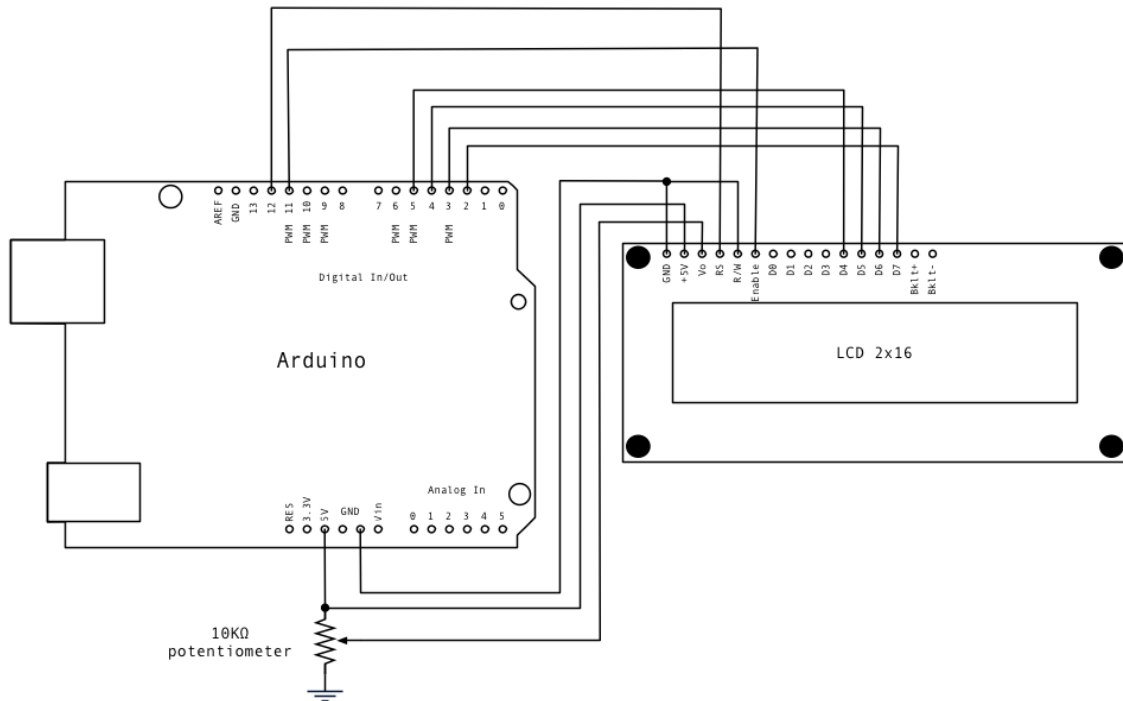 AREF
GND
13
12
11
10
9
8
7
6
5
4
3
2
1
0
PWM
PWM
PWM
PWM
PWM
PWM
Digital In/Out
Arduino
GND
+5V
Vo
RS
R/W
Enable
D0
D1
D2
D3
D4
D5
D6
D7
Bklt+
Bklt-
LCD 2x16
Analog In
RES
3.3V
5V
GND
Vin
0
1
2
3
4
5
10KΩ
potentiometer